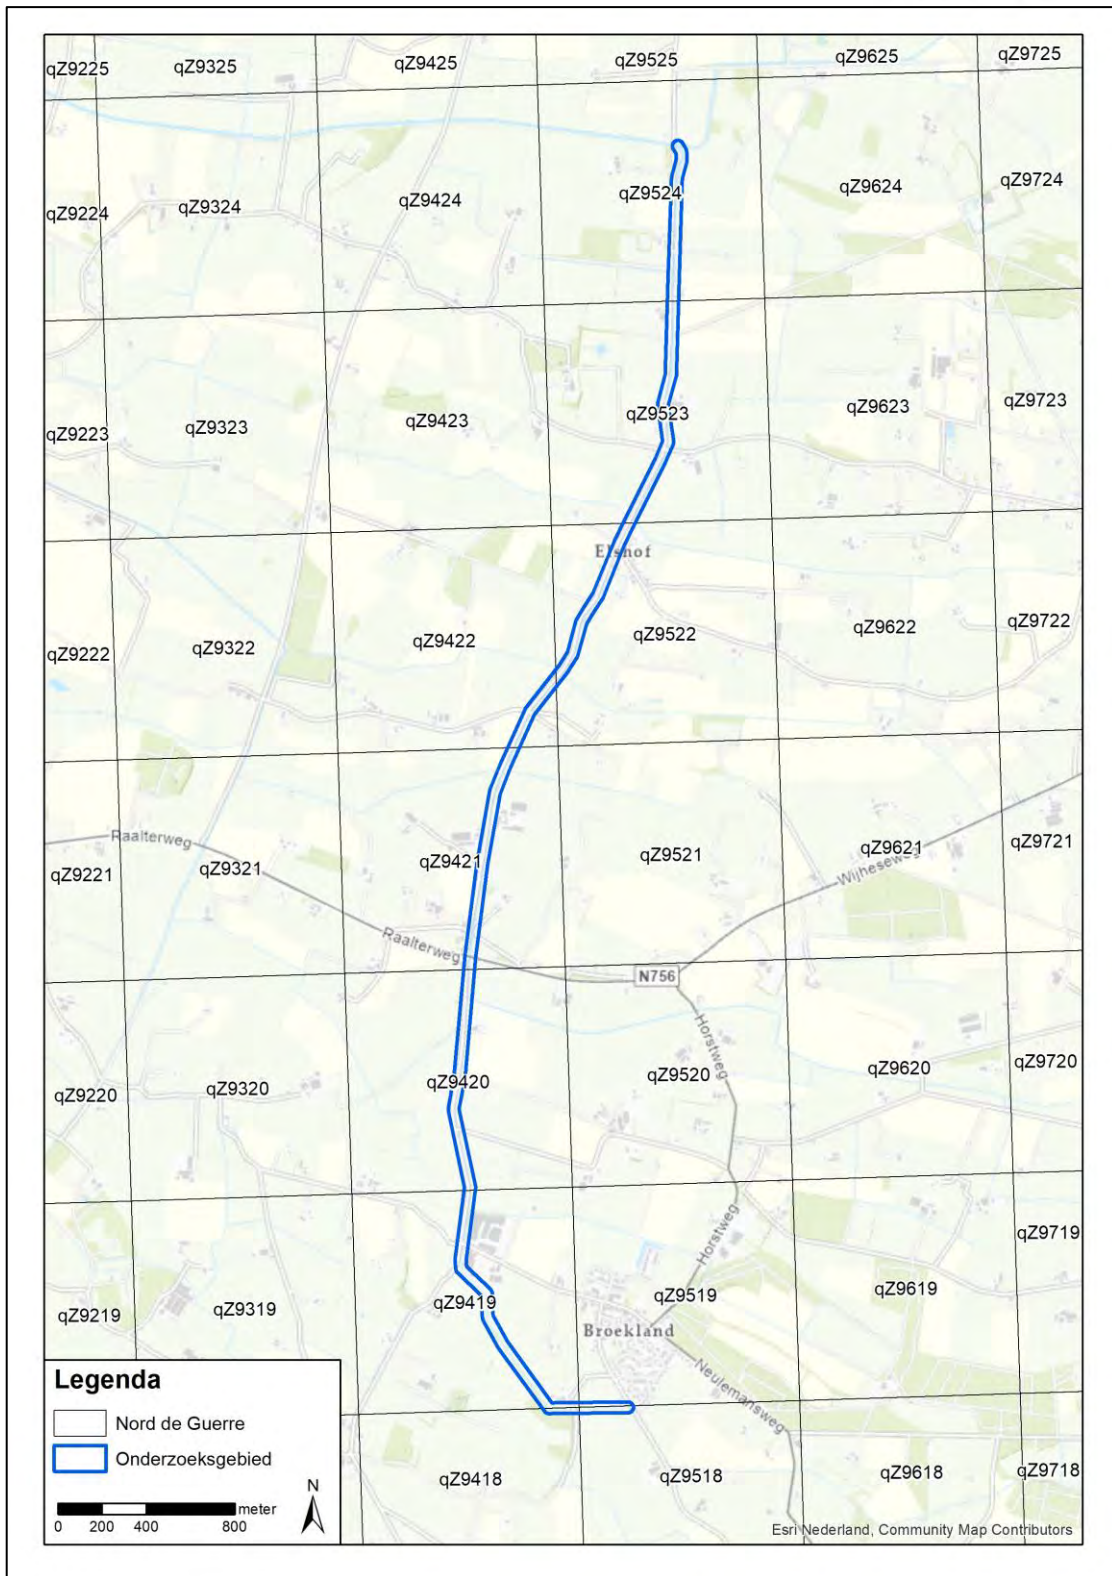 qZ9225 qZ9325 qZ9425 qZ9525 qZ9625 qZ9725
qZ9224 qZ9324 qZ9424 qZ9524 qZ9624 qZ9724
qZ9223 qZ9323 qZ9423 qZ9523 qZ9623 qZ9723
Elshof
qZ9222 qZ9322 qZ9422 qZ9522 qZ9622 qZ9722
Raalterweg
qZ9221 qZ9321 qZ9421 qZ9521 qZ9621 qZ9721
Wijheseweg
Raalterweg
N756
Horstweg
qZ9220 qZ9320 qZ9420 qZ9520 qZ9620 qZ9720
Horstweg
qZ9219 qZ9319 qZ9419 qZ9519 qZ9619 qZ9719
Broekland
Neulemansweg
qZ9418 qZ9518 qZ9618 qZ9718
Legenda
Nord de Guerre
Onderzoeksgebied
N
meter
0 200 400 800
Esri Nederland, Community Map Contributors